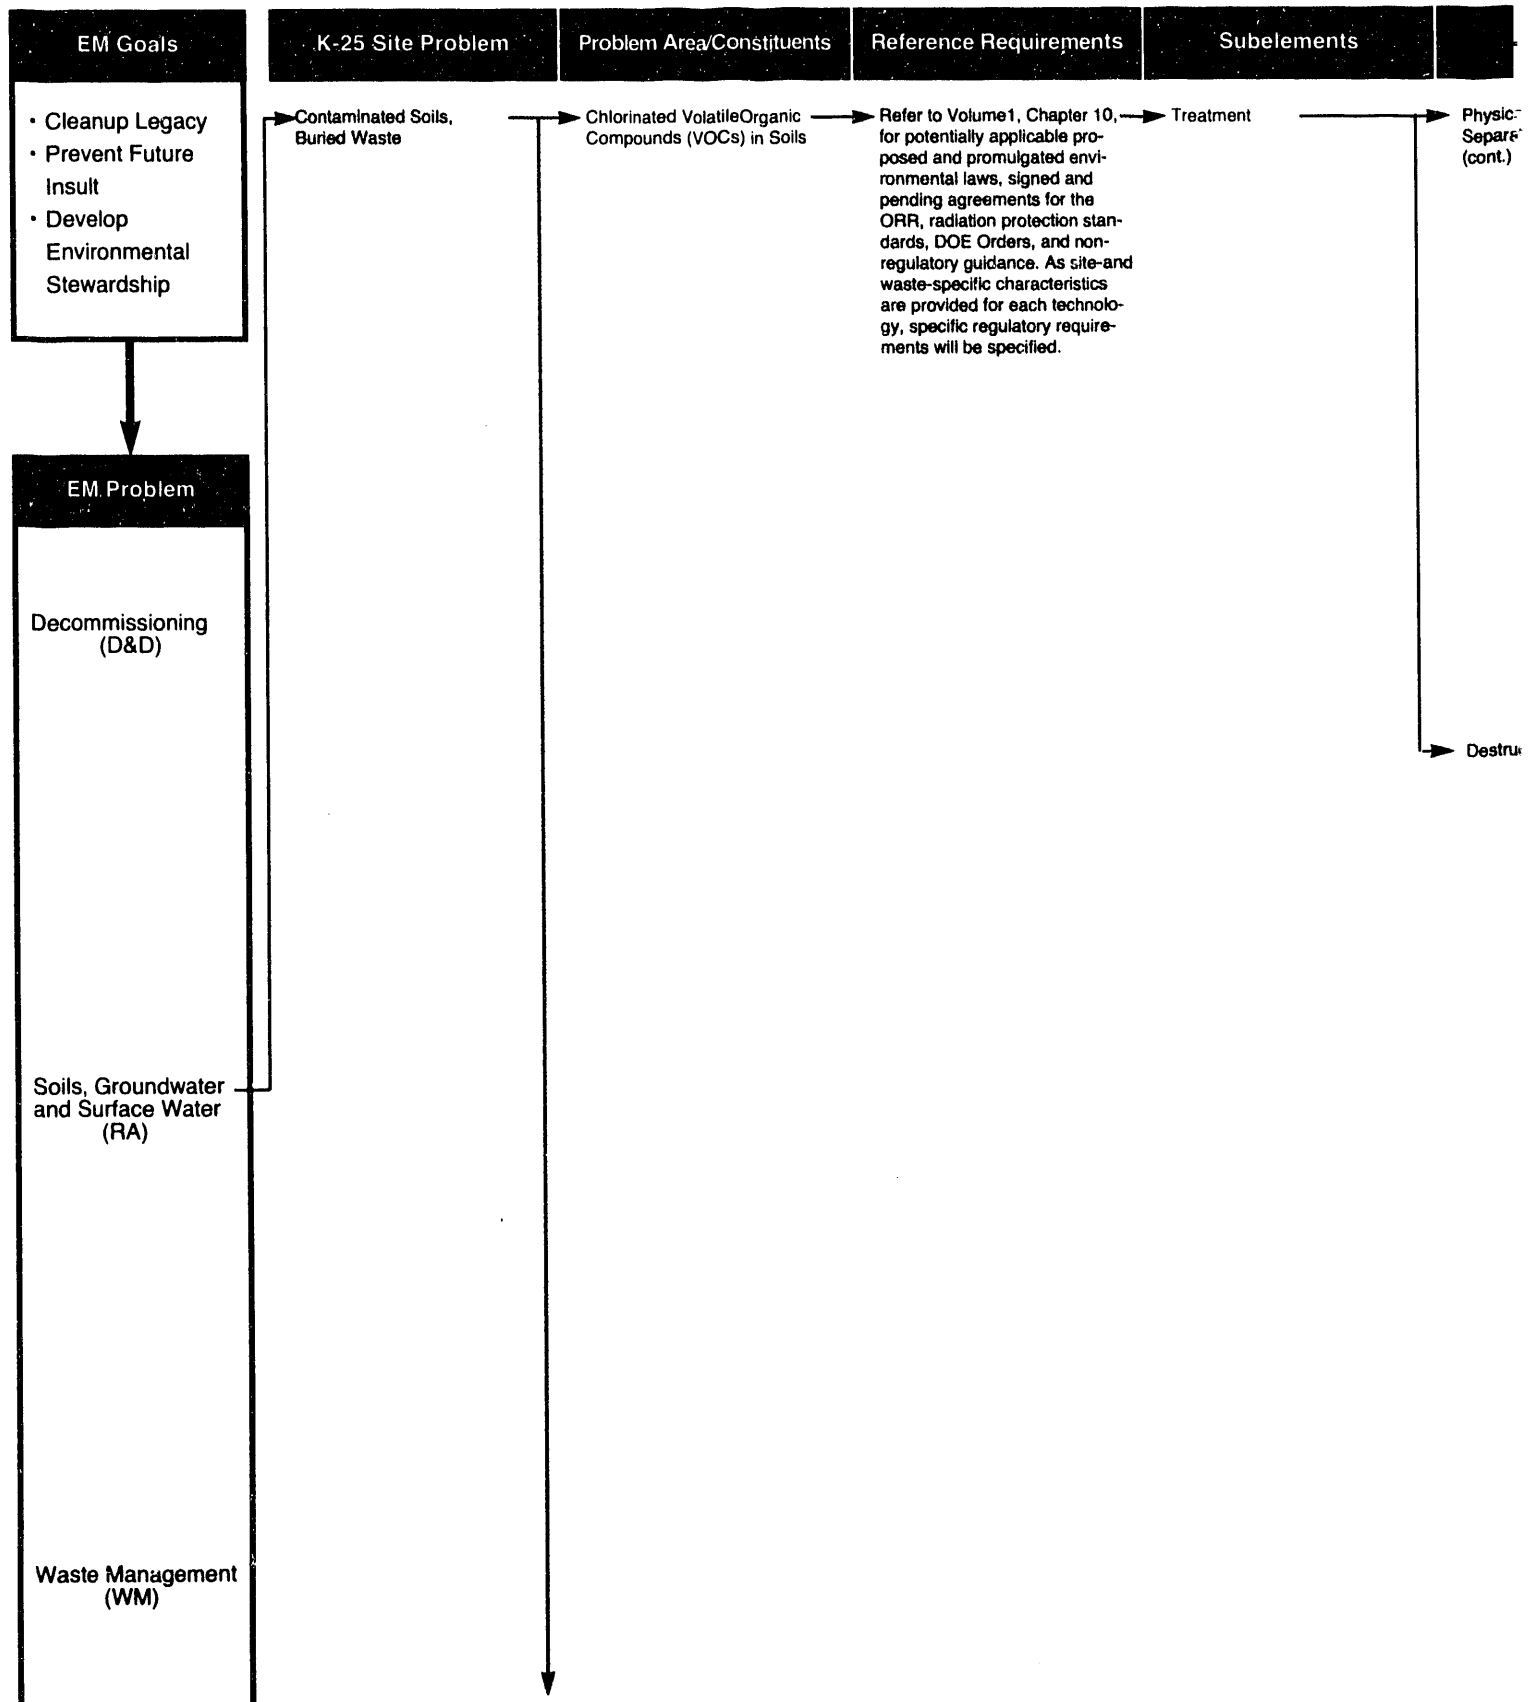 EM Goals
K-25 Site Problem
Problem Area/Constituents
Reference Requirements
Subelements
· Cleanup Legacy
· Prevent Future
Insult
· Develop
Environmental
Stewardship
Contaminated Soils,
Buried Waste
Chlorinated VolatileOrganic
Compounds (VOCs) in Soils
Refer to Volume1, Chapter 10,
for potentially applicable pro-
posed and promulgated envi-
ronmental laws, signed and
pending agreements for the
ORR, radiation protection stan-
dards, DOE Orders, and non-
regulatory guidance. As site-and
waste-specific characteristics
are provided for each technolo-
gy, specific regulatory require-
ments will be specified.
Treatment
(cont.)
EM Problem
Decommissioning
(D&D)
Soils, Groundwater
and Surface Water
(RA)
Waste Management
(WM)